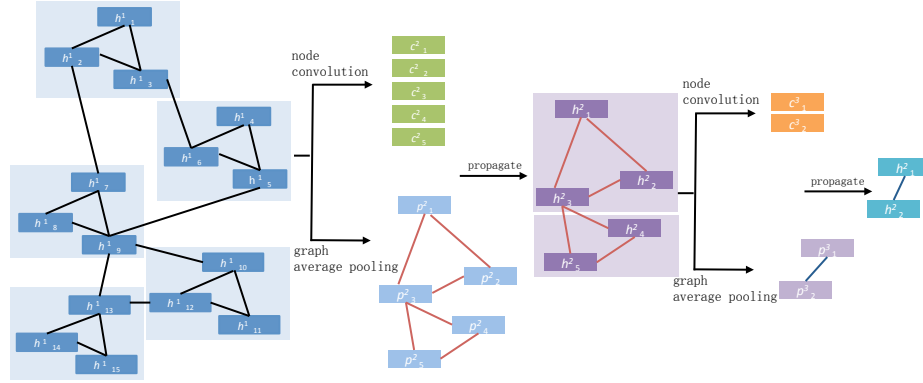 h¹₁
h¹₂
h¹₃
h¹₄
h¹₆
h¹₅
h¹₇
h¹₈
h¹₉
h¹₁₀
h¹₁₂
h¹₁₁
h¹₁₃
h¹₁₄
h¹₁₅
node
convolution
graph
average pooling
c²₁
c²₂
c²₃
c²₄
c²₅
p²₁
p²₂
p²₃
p²₄
p²₅
propagate
h²₁
h²₂
h²₃
h²₄
h²₅
node
convolution
graph
average pooling
c³₁
c³₂
p³₁
p³₂
propagate
h²₁
h²₂